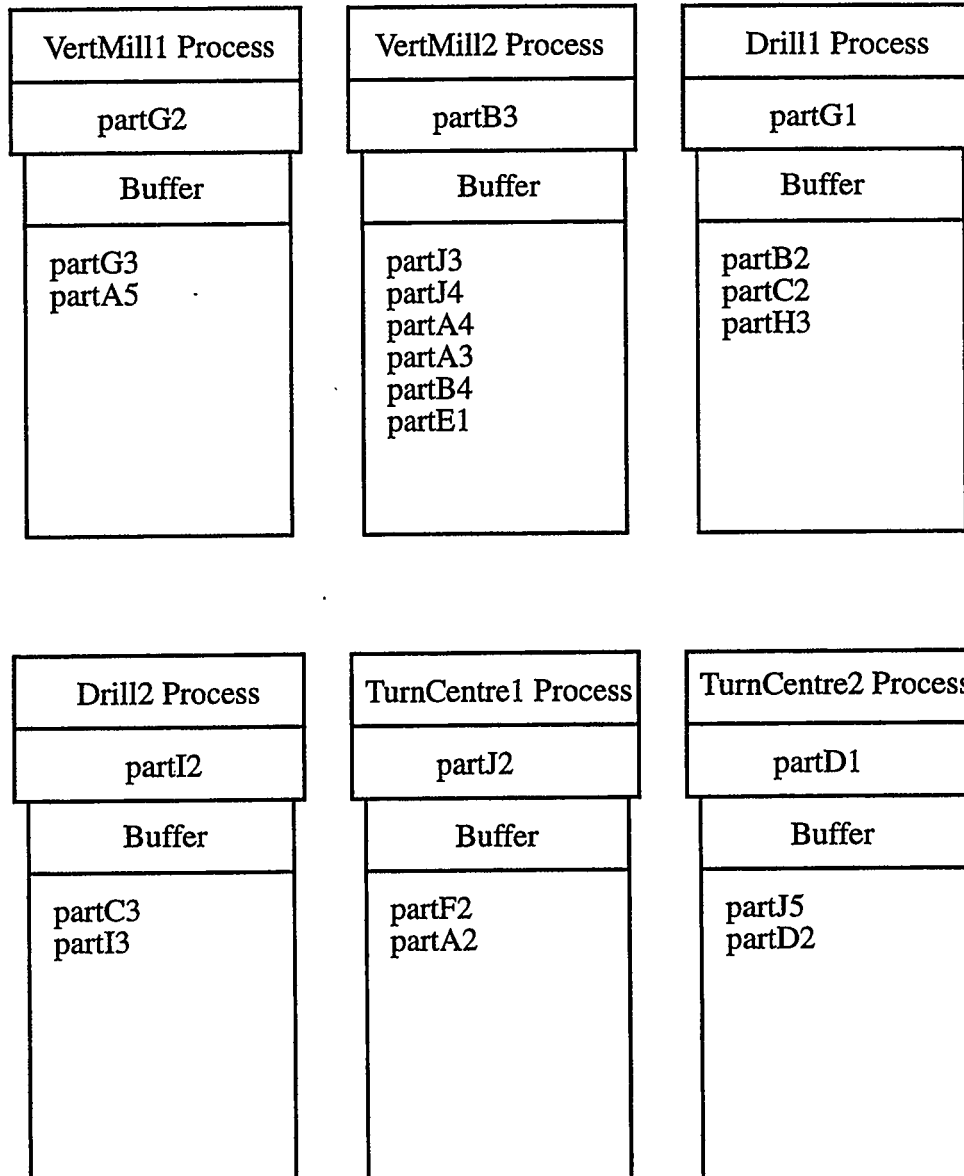 VertMill1 Process
partG2
Buffer
partG3
partA5
VertMill2 Process
partB3
Buffer
partJ3
partJ4
partA4
partA3
partB4
partE1
Drill1 Process
partG1
Buffer
partB2
partC2
partH3
Drill2 Process
partI2
Buffer
partC3
partI3
TurnCentre1 Process
partJ2
Buffer
partF2
partA2
TurnCentre2 Process
partD1
Buffer
partJ5
partD2